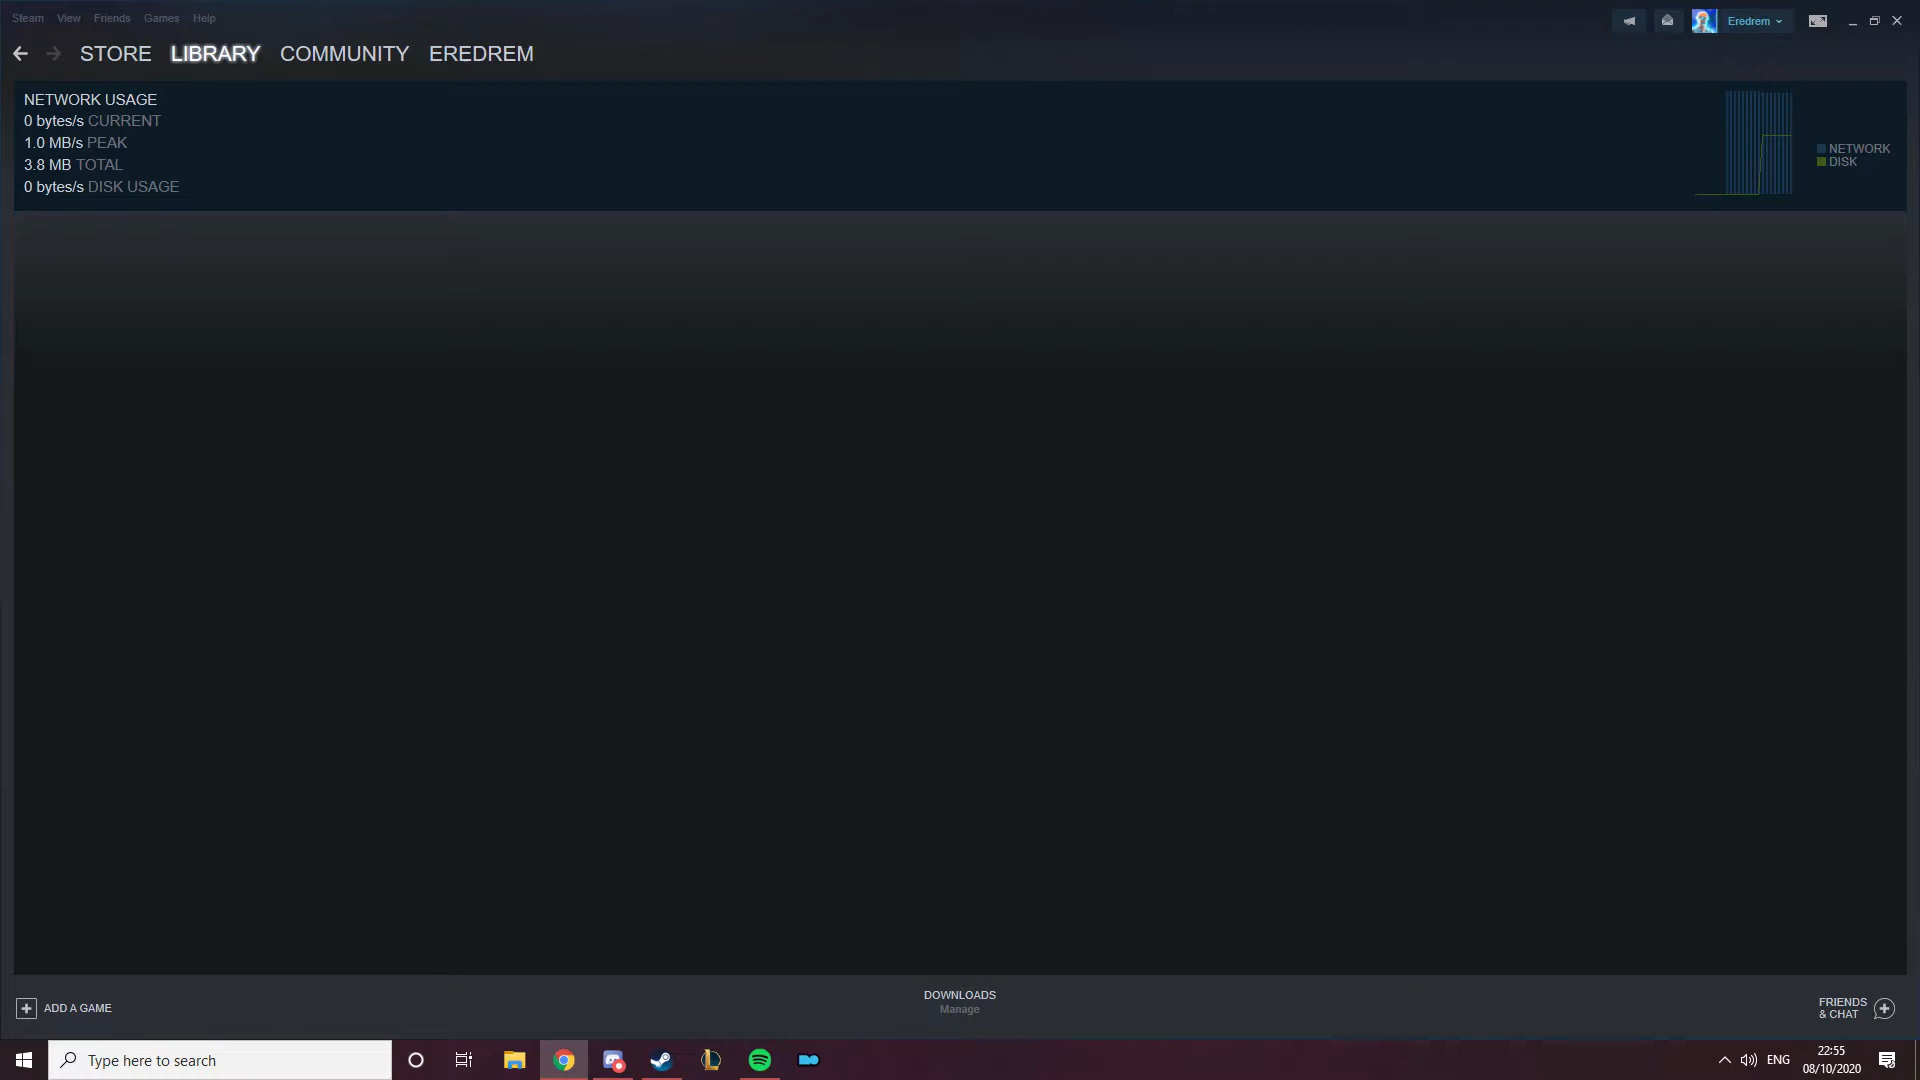 Steam View Friends Games Help
Eredrem
STORE LIBRARY COMMUNITY EREDREM
NETWORK USAGE
0 bytes/s CURRENT
1.0 MB/s PEAK
3.8 MB TOTAL
0 bytes/s DISK USAGE
NETWORK
DISK
ADD A GAME
DOWNLOADS
Manage
FRIENDS
& CHAT
Type here to search
ENG
22:55
08/10/2020